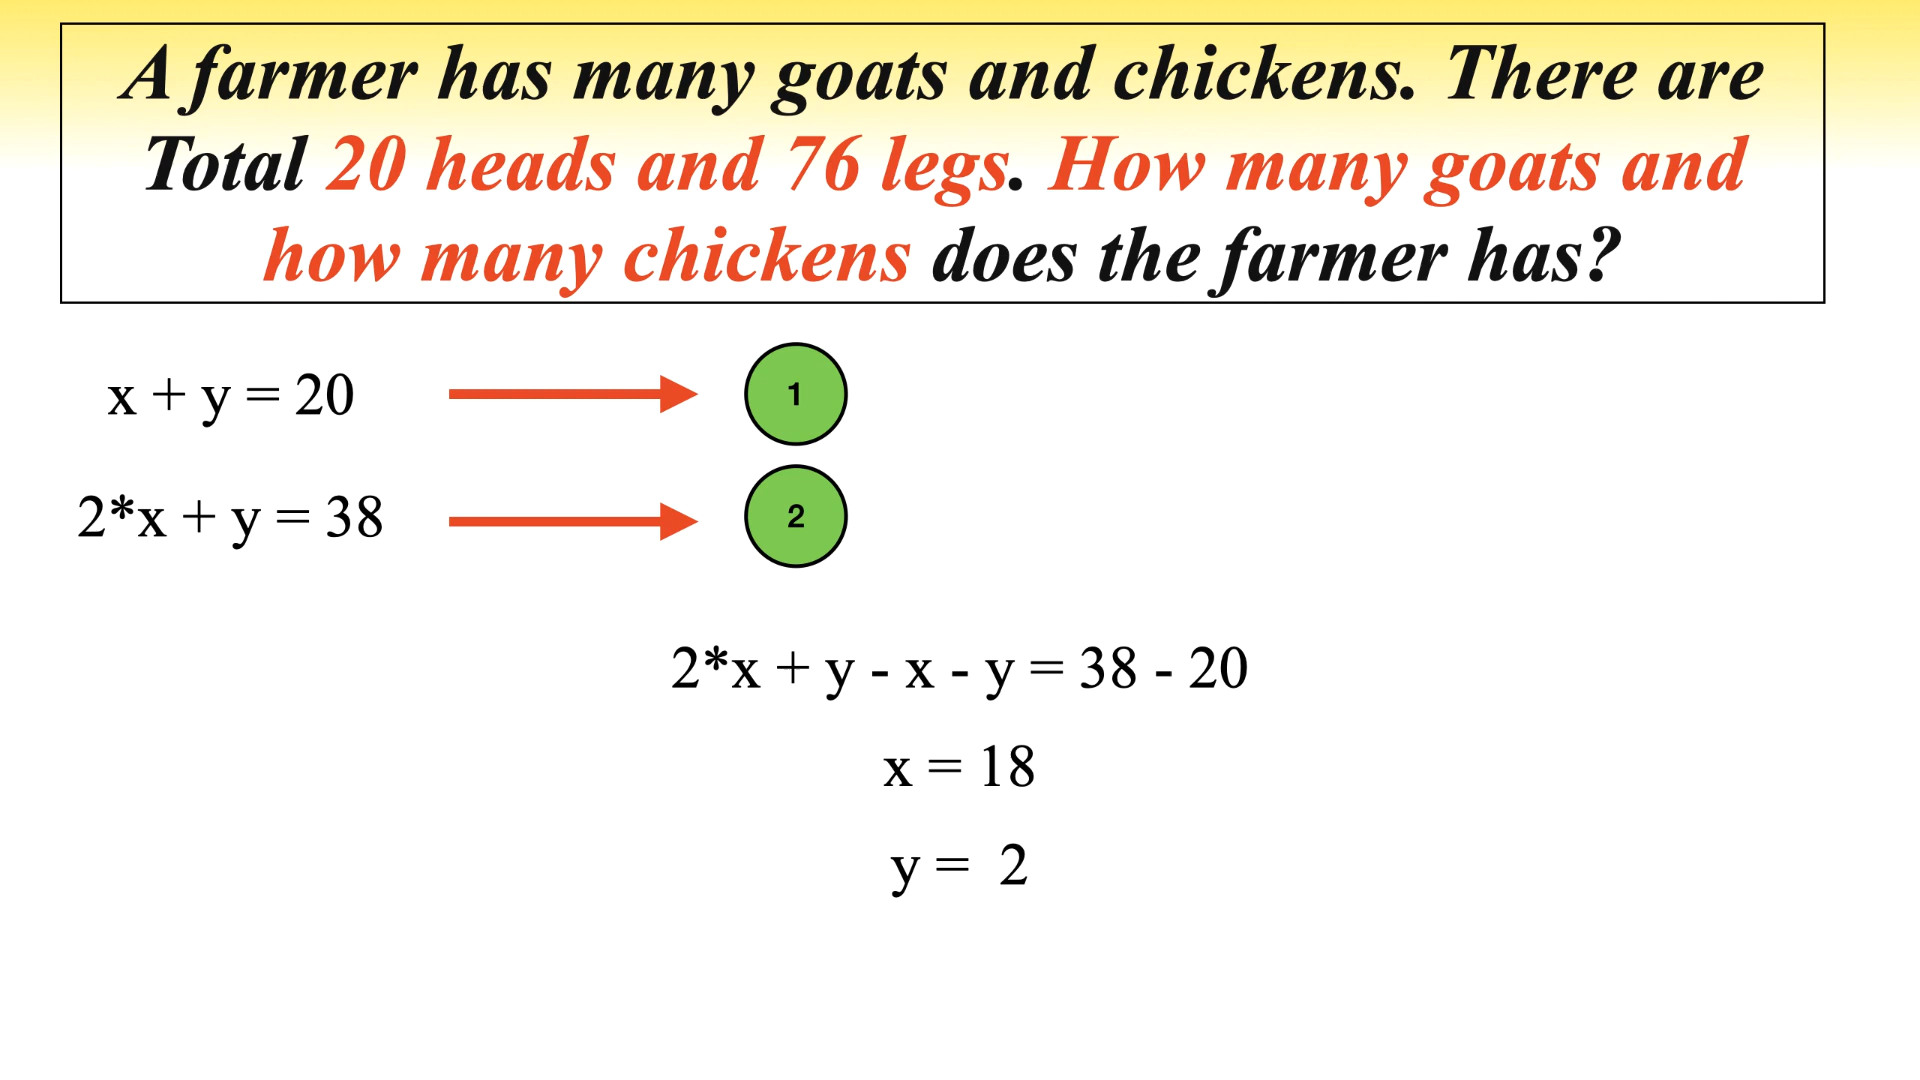 A farmer has many goats and chickens. There are
Total 20 heads and 76 legs. How many goats and
how many chickens does the farmer has?
x + y = 20
1
2*x + y = 38
2
2*x + y - x - y = 38 - 20
x = 18
y = 2